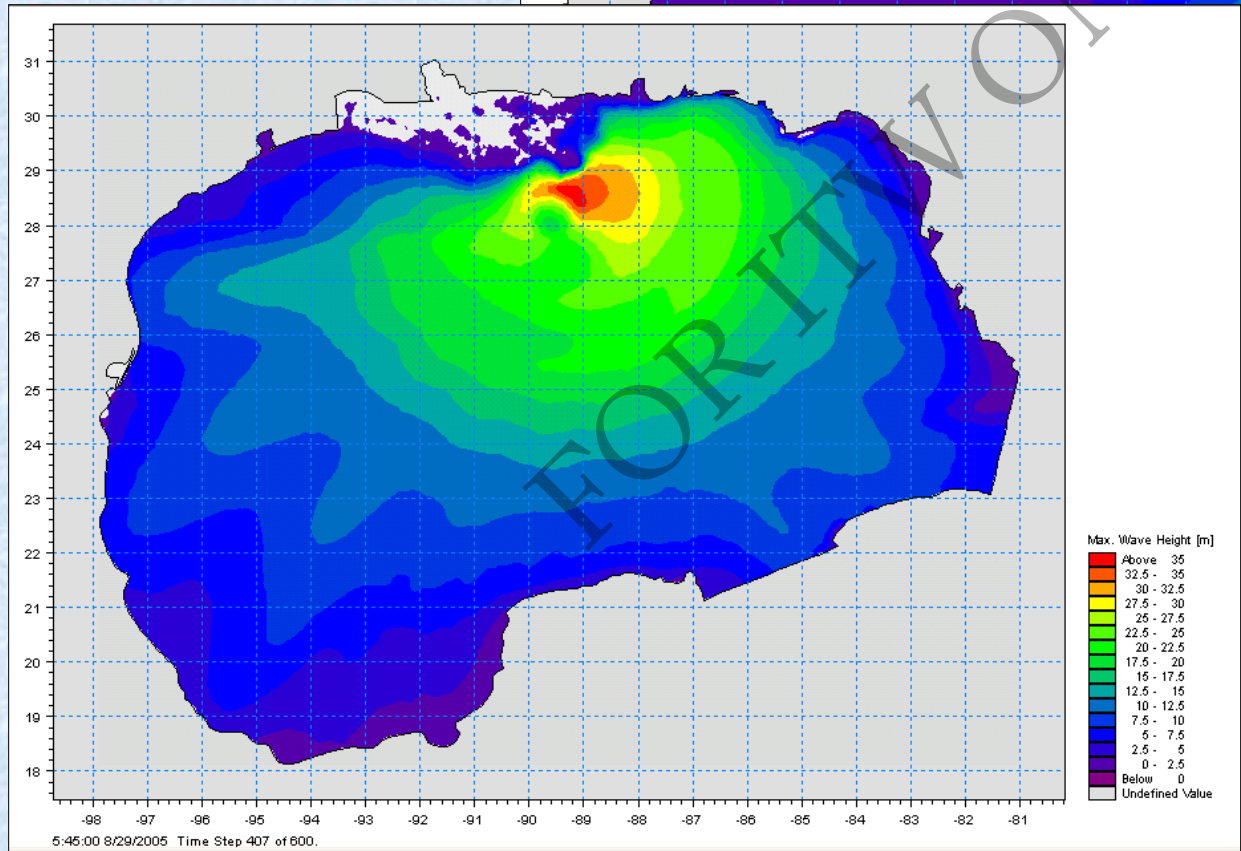 FOR ITWOM
31
30
29
28
27
26
25
24
23
22
21
20
19
18
-98 -97 -96 -95 -94 -93 -92 -91 -90 -89 -88 -87 -86 -85 -84 -83 -82 -81
5:45:00 8/29/2005 Time Step 407 of 600.
Max. Wave Height [m]
Above 35
32.5 - 35
30 - 32.5
27.5 - 30
25 - 27.5
22.5 - 25
20 - 22.5
17.5 - 20
15 - 17.5
12.5 - 15
10 - 12.5
7.5 - 10
5 - 7.5
2.5 - 5
0 - 2.5
Below 0
Undefined Value